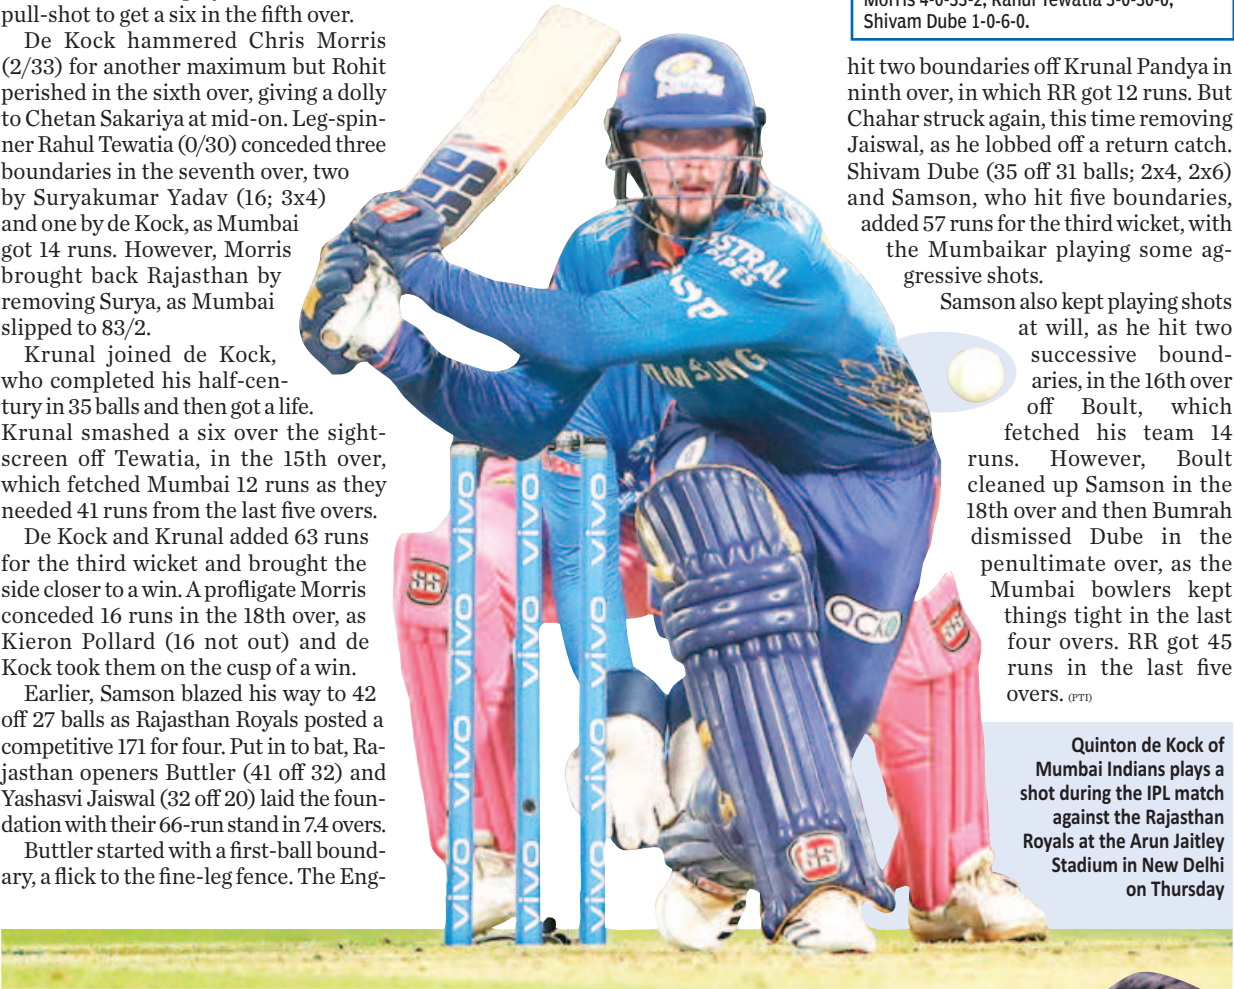 pull-shot to get a six in the fifth over.
De Kock hammered Chris Morris
(2/33) for another maximum but Rohit
perished in the sixth over, giving a dolly
to Chetan Sakariya at mid-on. Leg-spin-
ner Rahul Tewatia (0/30) conceded three
boundaries in the seventh over, two
by Suryakumar Yadav (16; 3x4)
and one by de Kock, as Mumbai
got 14 runs. However, Morris
brought back Rajasthan by
removing Surya, as Mumbai
slipped to 83/2.
Krunal joined de Kock,
who completed his half-cen-
tury in 35 balls and then got a life.
Krunal smashed a six over the sight-
screen off Tewatia, in the 15th over,
which fetched Mumbai 12 runs as they
needed 41 runs from the last five overs.
De Kock and Krunal added 63 runs
for the third wicket and brought the
side closer to a win. A profligate Morris
conceded 16 runs in the 18th over, as
Kieron Pollard (16 not out) and de
Kock took them on the cusp of a win.
Earlier, Samson blazed his way to 42
off 27 balls as Rajasthan Royals posted a
competitive 171 for four. Put in to bat, Ra-
jasthan openers Buttler (41 off 32) and
Yashasvi Jaiswal (32 off 20) laid the foun-
dation with their 66-run stand in 7.4 overs.
Buttler started with a first-ball bound-
ary, a flick to the fine-leg fence. The Eng-
Shivam Dube 1-0-6-0.
hit two boundaries off Krunal Pandya in
ninth over, in which RR got 12 runs. But
Chahar struck again, this time removing
Jaiswal, as he lobbed off a return catch.
Shivam Dube (35 off 31 balls; 2x4, 2x6)
and Samson, who hit five boundaries,
added 57 runs for the third wicket, with
the Mumbaikar playing some ag-
gressive shots.
Samson also kept playing shots
at will, as he hit two
successive bound-
aries, in the 16th over
off Boult, which
fetched his team 14
runs. However, Boult
cleaned up Samson in the
18th over and then Bumrah
dismissed Dube in the
penultimate over, as the
Mumbai bowlers kept
things tight in the last
four overs. RR got 45
runs in the last five
overs. (PTI)
Quinton de Kock of
Mumbai Indians plays a
shot during the IPL match
against the Rajasthan
Royals at the Arun Jaitley
Stadium in New Delhi
on Thursday
SS
usp
vivo vivo vivo vivo
vivo vivo vivo vivo
vivo vivo vivo vivo
SS
SS
SS